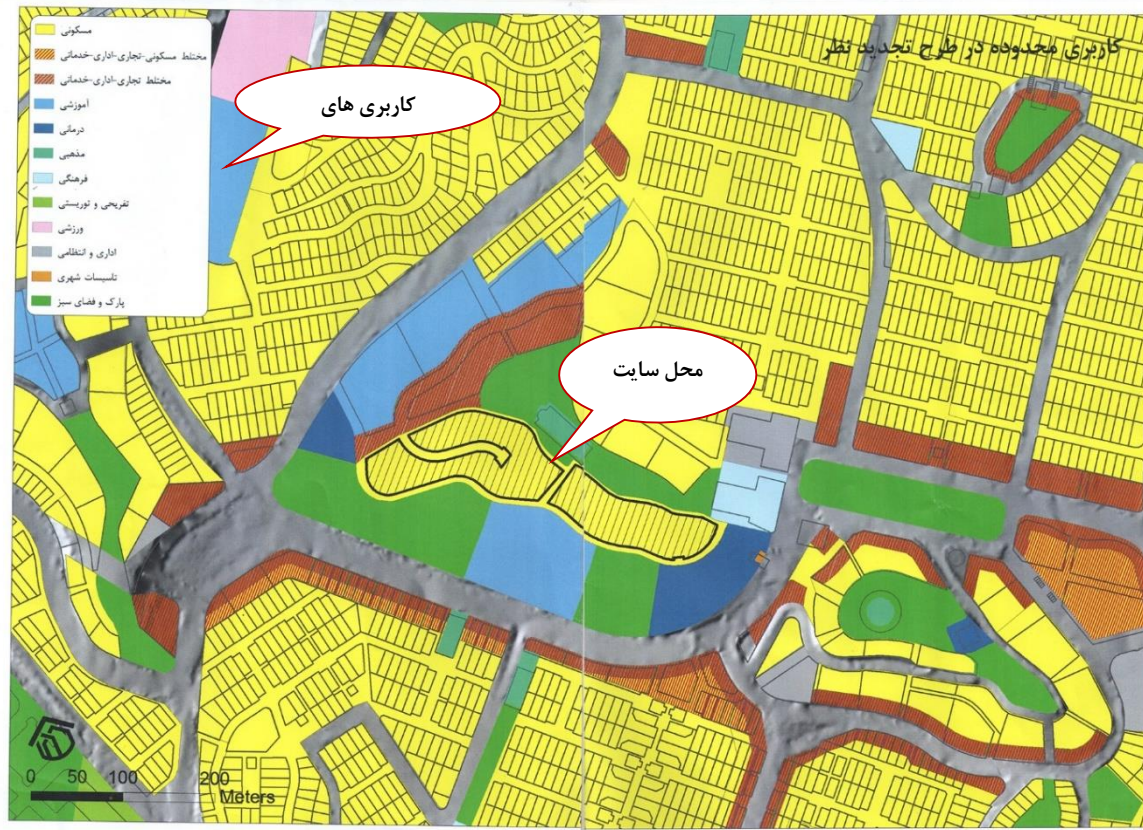 کاربری محدوده در طرح تجدید نظر
مسکونی
مختلط مسکونی-تجاری-اداری-خدماتی
مختلط تجاری-اداری-خدماتی
آموزشی
درمانی
مذهبی
فرهنگی
تفریحی و توریستی
ورزشی
اداری و انتظامی
تاسیسات شهری
پارک و فضای سبز
کاربری های
محل سایت
0 50 100 200
Meters